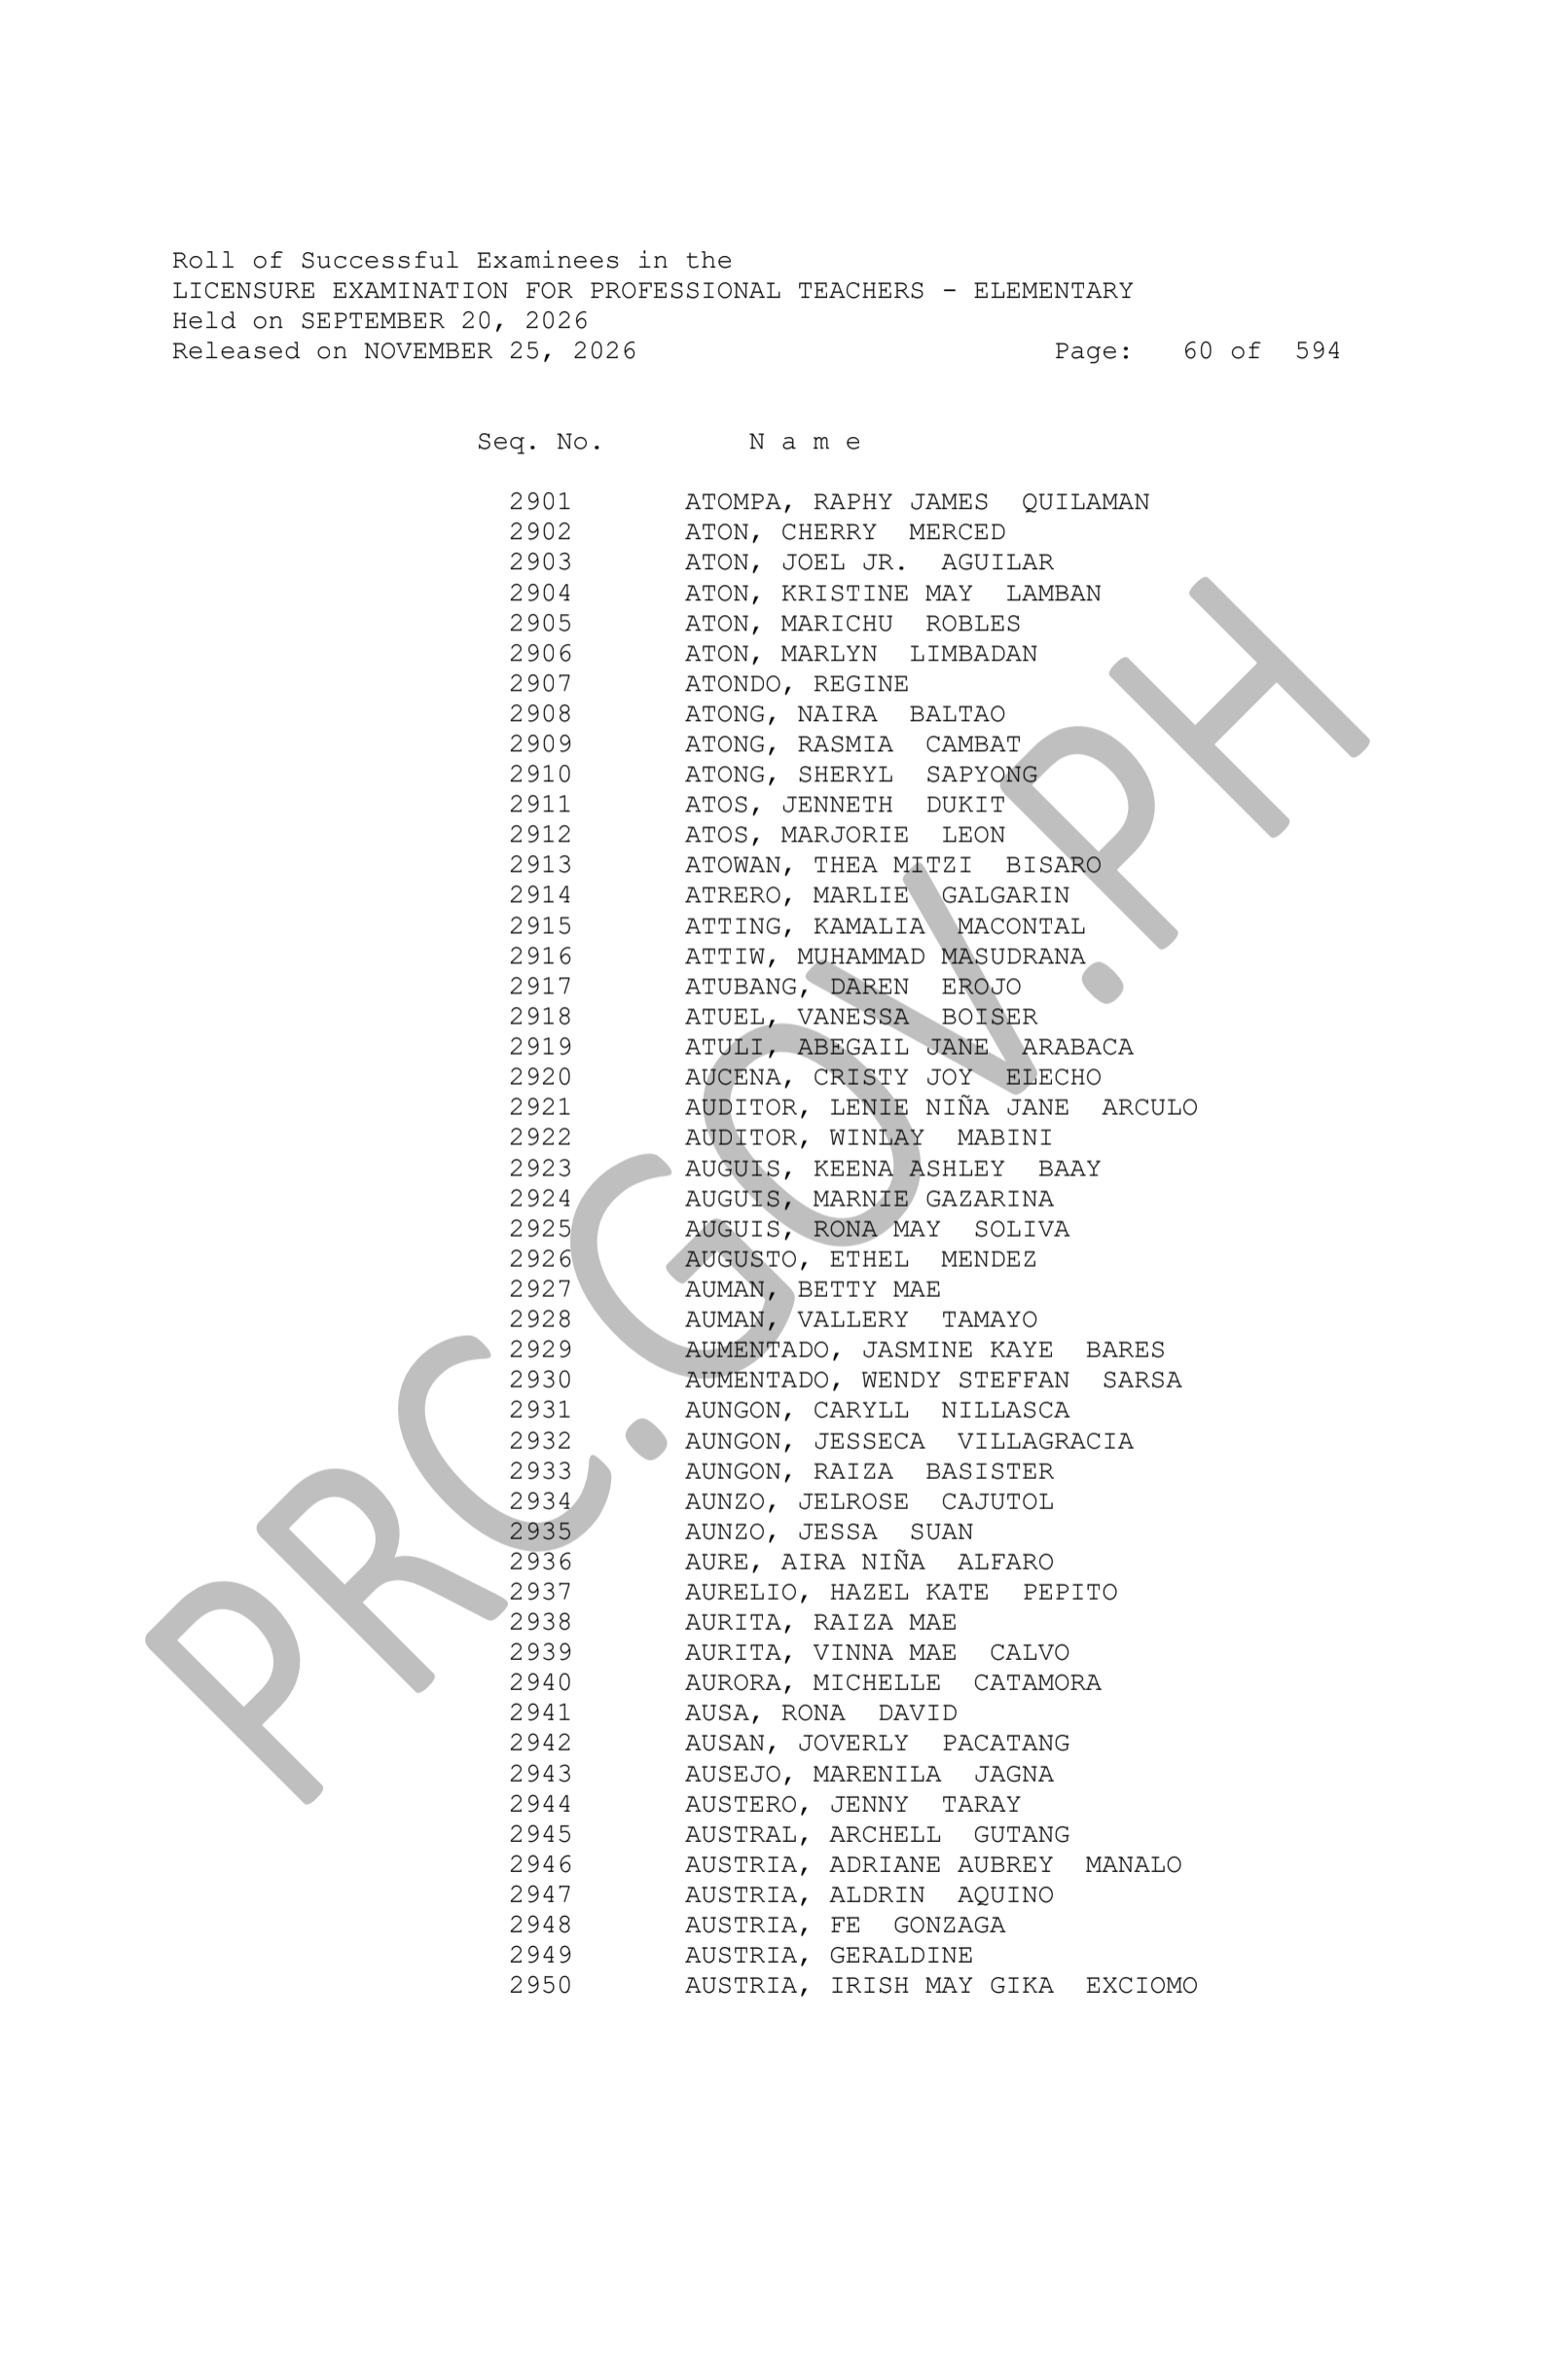 Roll of Successful Examinees in the
LICENSURE EXAMINATION FOR PROFESSIONAL TEACHERS - ELEMENTARY
Held on SEPTEMBER 20, 2026
Released on NOVEMBER 25, 2026 Page: 60 of 594
Seq. No. N a m e
2901 ATOMPA, RAPHY JAMES QUILAMAN
2902 ATON, CHERRY MERCED
2903 ATON, JOEL JR. AGUILAR
2904 ATON, KRISTINE MAY LAMBAN
2905 ATON, MARICHU ROBLES
2906 ATON, MARLYN LIMBADAN
2907 ATONDO, REGINE
2908 ATONG, NAIRA BALTAO
2909 ATONG, RASMIA CAMBAT
2910 ATONG, SHERYL SAPYONG
2911 ATOS, JENNETH DUKIT
2912 ATOS, MARJORIE LEON
2913 ATOWAN, THEA MITZI BISARO
2914 ATRERO, MARLIE GALGARIN
2915 ATTING, KAMALIA MACONTAL
2916 ATTIW, MUHAMMAD MASUDRANA
2917 ATUBANG, DAREN EROJO
2918 ATUEL, VANESSA BOISER
2919 ATULI, ABEGAIL JANE ARABACA
2920 AUCENA, CRISTY JOY ELECHO
2921 AUDITOR, LENIE NIÑA JANE ARCULO
2922 AUDITOR, WINLAY MABINI
2923 AUGUIS, KEENA ASHLEY BAAY
2924 AUGUIS, MARNIE GAZARINA
2925 AUGUIS, RONA MAY SOLIVA
2926 AUGUSTO, ETHEL MENDEZ
2927 AUMAN, BETTY MAE
2928 AUMAN, VALLERY TAMAYO
2929 AUMENTADO, JASMINE KAYE BARES
2930 AUMENTADO, WENDY STEFFAN SARSA
2931 AUNGON, CARYLL NILLASCA
2932 AUNGON, JESSECA VILLAGRACIA
2933 AUNGON, RAIZA BASISTER
2934 AUNZO, JELROSE CAJUTOL
2935 AUNZO, JESSA SUAN
2936 AURE, AIRA NIÑA ALFARO
2937 AURELIO, HAZEL KATE PEPITO
2938 AURITA, RAIZA MAE
2939 AURITA, VINNA MAE CALVO
2940 AURORA, MICHELLE CATAMORA
2941 AUSA, RONA DAVID
2942 AUSAN, JOVERLY PACATANG
2943 AUSEJO, MARENILA JAGNA
2944 AUSTERO, JENNY TARAY
2945 AUSTRAL, ARCHELL GUTANG
2946 AUSTRIA, ADRIANE AUBREY MANALO
2947 AUSTRIA, ALDRIN AQUINO
2948 AUSTRIA, FE GONZAGA
2949 AUSTRIA, GERALDINE
2950 AUSTRIA, IRISH MAY GIKA EXCIOMO
PRC.GOV.PH